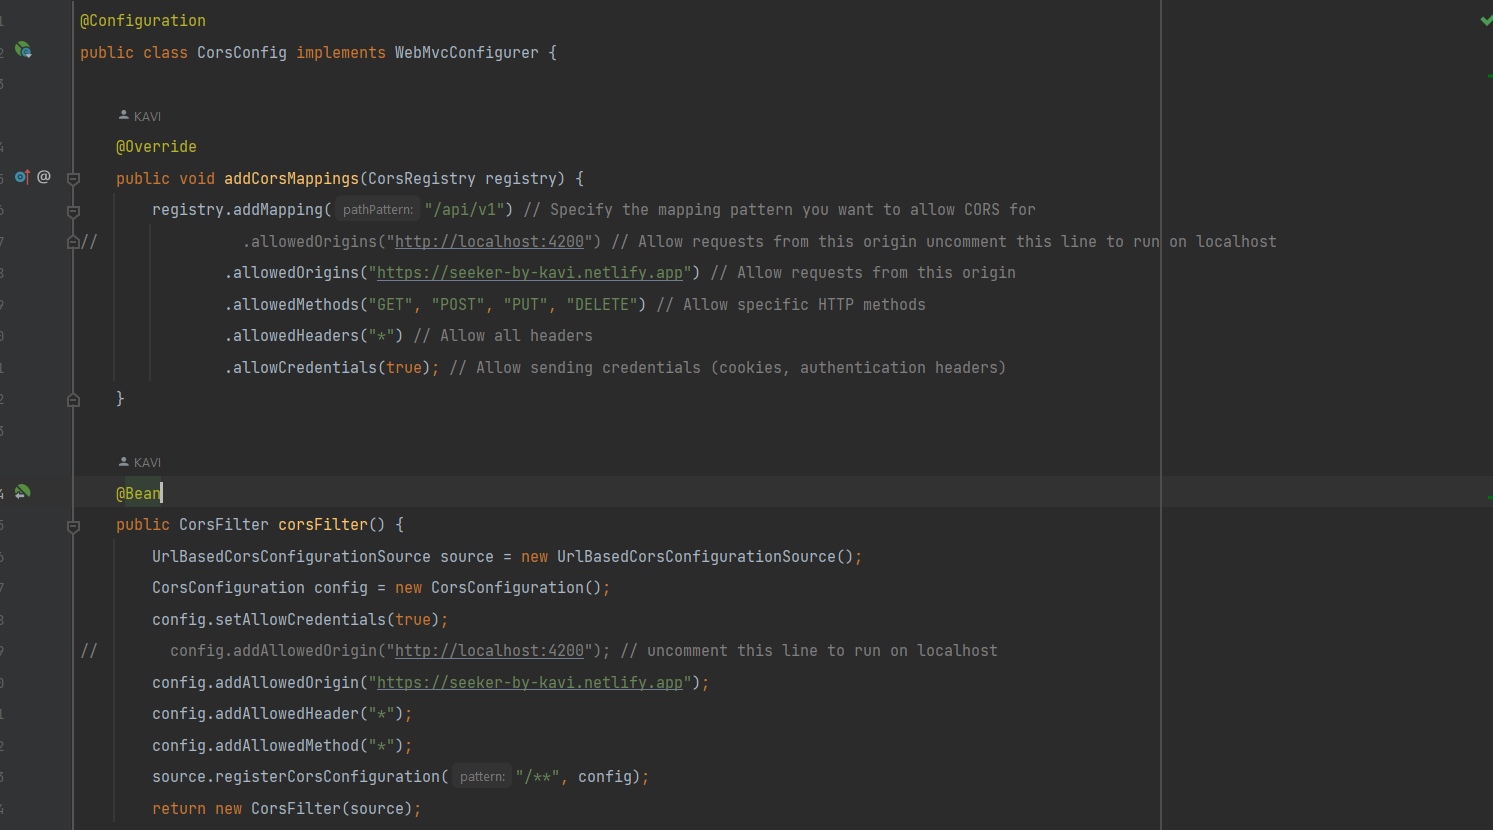 @Configuration
public class CorsConfig implements WebMvcConfigurer {
KAVI
@Override
public void addCorsMappings(CorsRegistry registry) {
registry.addMapping( pathPattern: "/api/v1") // Specify the mapping pattern you want to allow CORS for
// .allowedOrigins("http://localhost:4200") // Allow requests from this origin uncomment this line to run on localhost
.allowedOrigins("https://seeker-by-kavi.netlify.app") // Allow requests from this origin
.allowedMethods("GET", "POST", "PUT", "DELETE") // Allow specific HTTP methods
.allowedHeaders("*") // Allow all headers
.allowCredentials(true); // Allow sending credentials (cookies, authentication headers)
}
KAVI
@Bean
public CorsFilter corsFilter() {
UrlBasedCorsConfigurationSource source = new UrlBasedCorsConfigurationSource();
CorsConfiguration config = new CorsConfiguration();
config.setAllowCredentials(true);
// config.addAllowedOrigin("http://localhost:4200"); // uncomment this line to run on localhost
config.addAllowedOrigin("https://seeker-by-kavi.netlify.app");
config.addAllowedHeader("*");
config.addAllowedMethod("*");
source.registerCorsConfiguration( pattern: "/**", config);
return new CorsFilter(source);